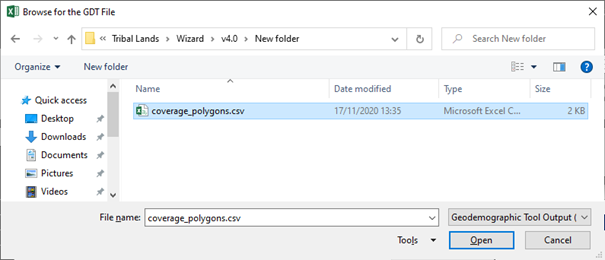 Browse for the GDT File
« Tribal Lands > Wizard > v4.0 > New folder
Search New folder
Organize New folder
Name Date modified Type Size
Quick access
Desktop
Downloads
Documents
Pictures
Videos
coverage_polygons.csv 17/11/2020 13:35 Microsoft Excel C... 2 KB
File name: coverage_polygons.csv Geodemographic Tool Output (
Tools Open Cancel